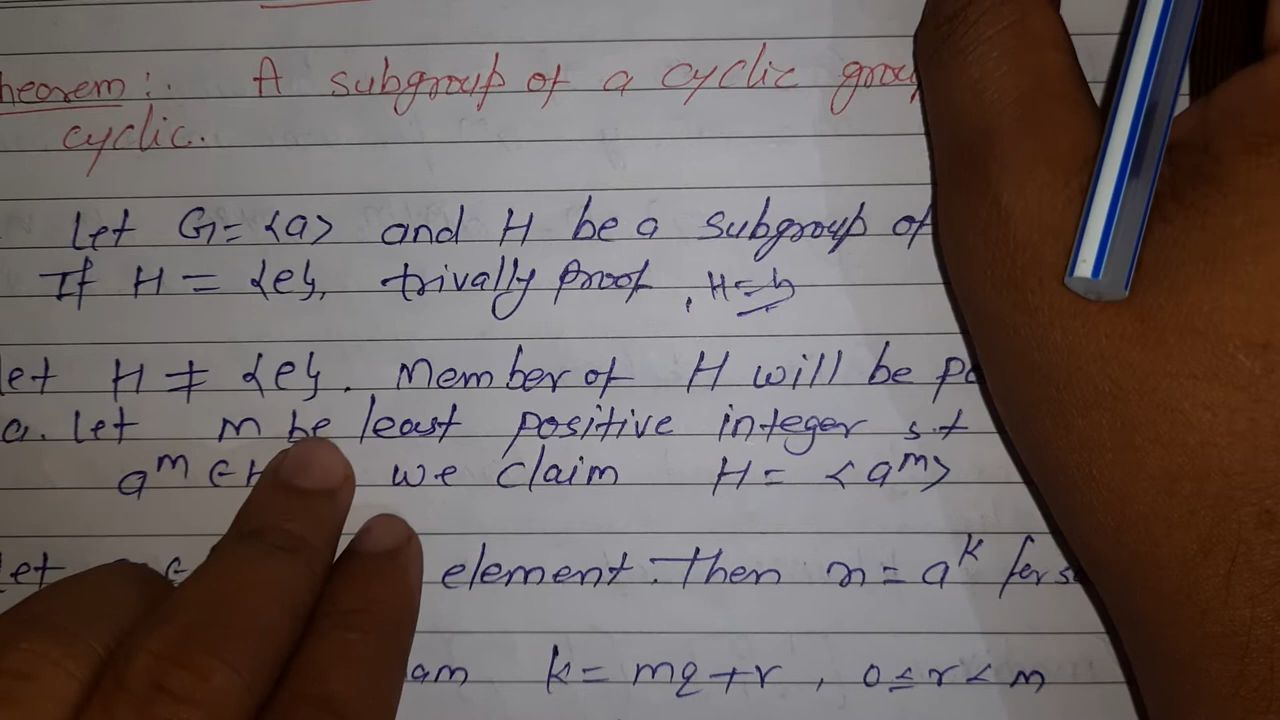 heorem :. A subgroup of a cyclic grou
cyclic.
Let G = <a> and H be a subgroup of
If H = {e}, trivally proof,
et H ≠ {e}. Member of H will be po
a. let m be least positive integer s.t
a^m ∈ H we claim H = <a^m>
et element. Then x = a^k for s
am k = mq + r, 0 ≤ r < m